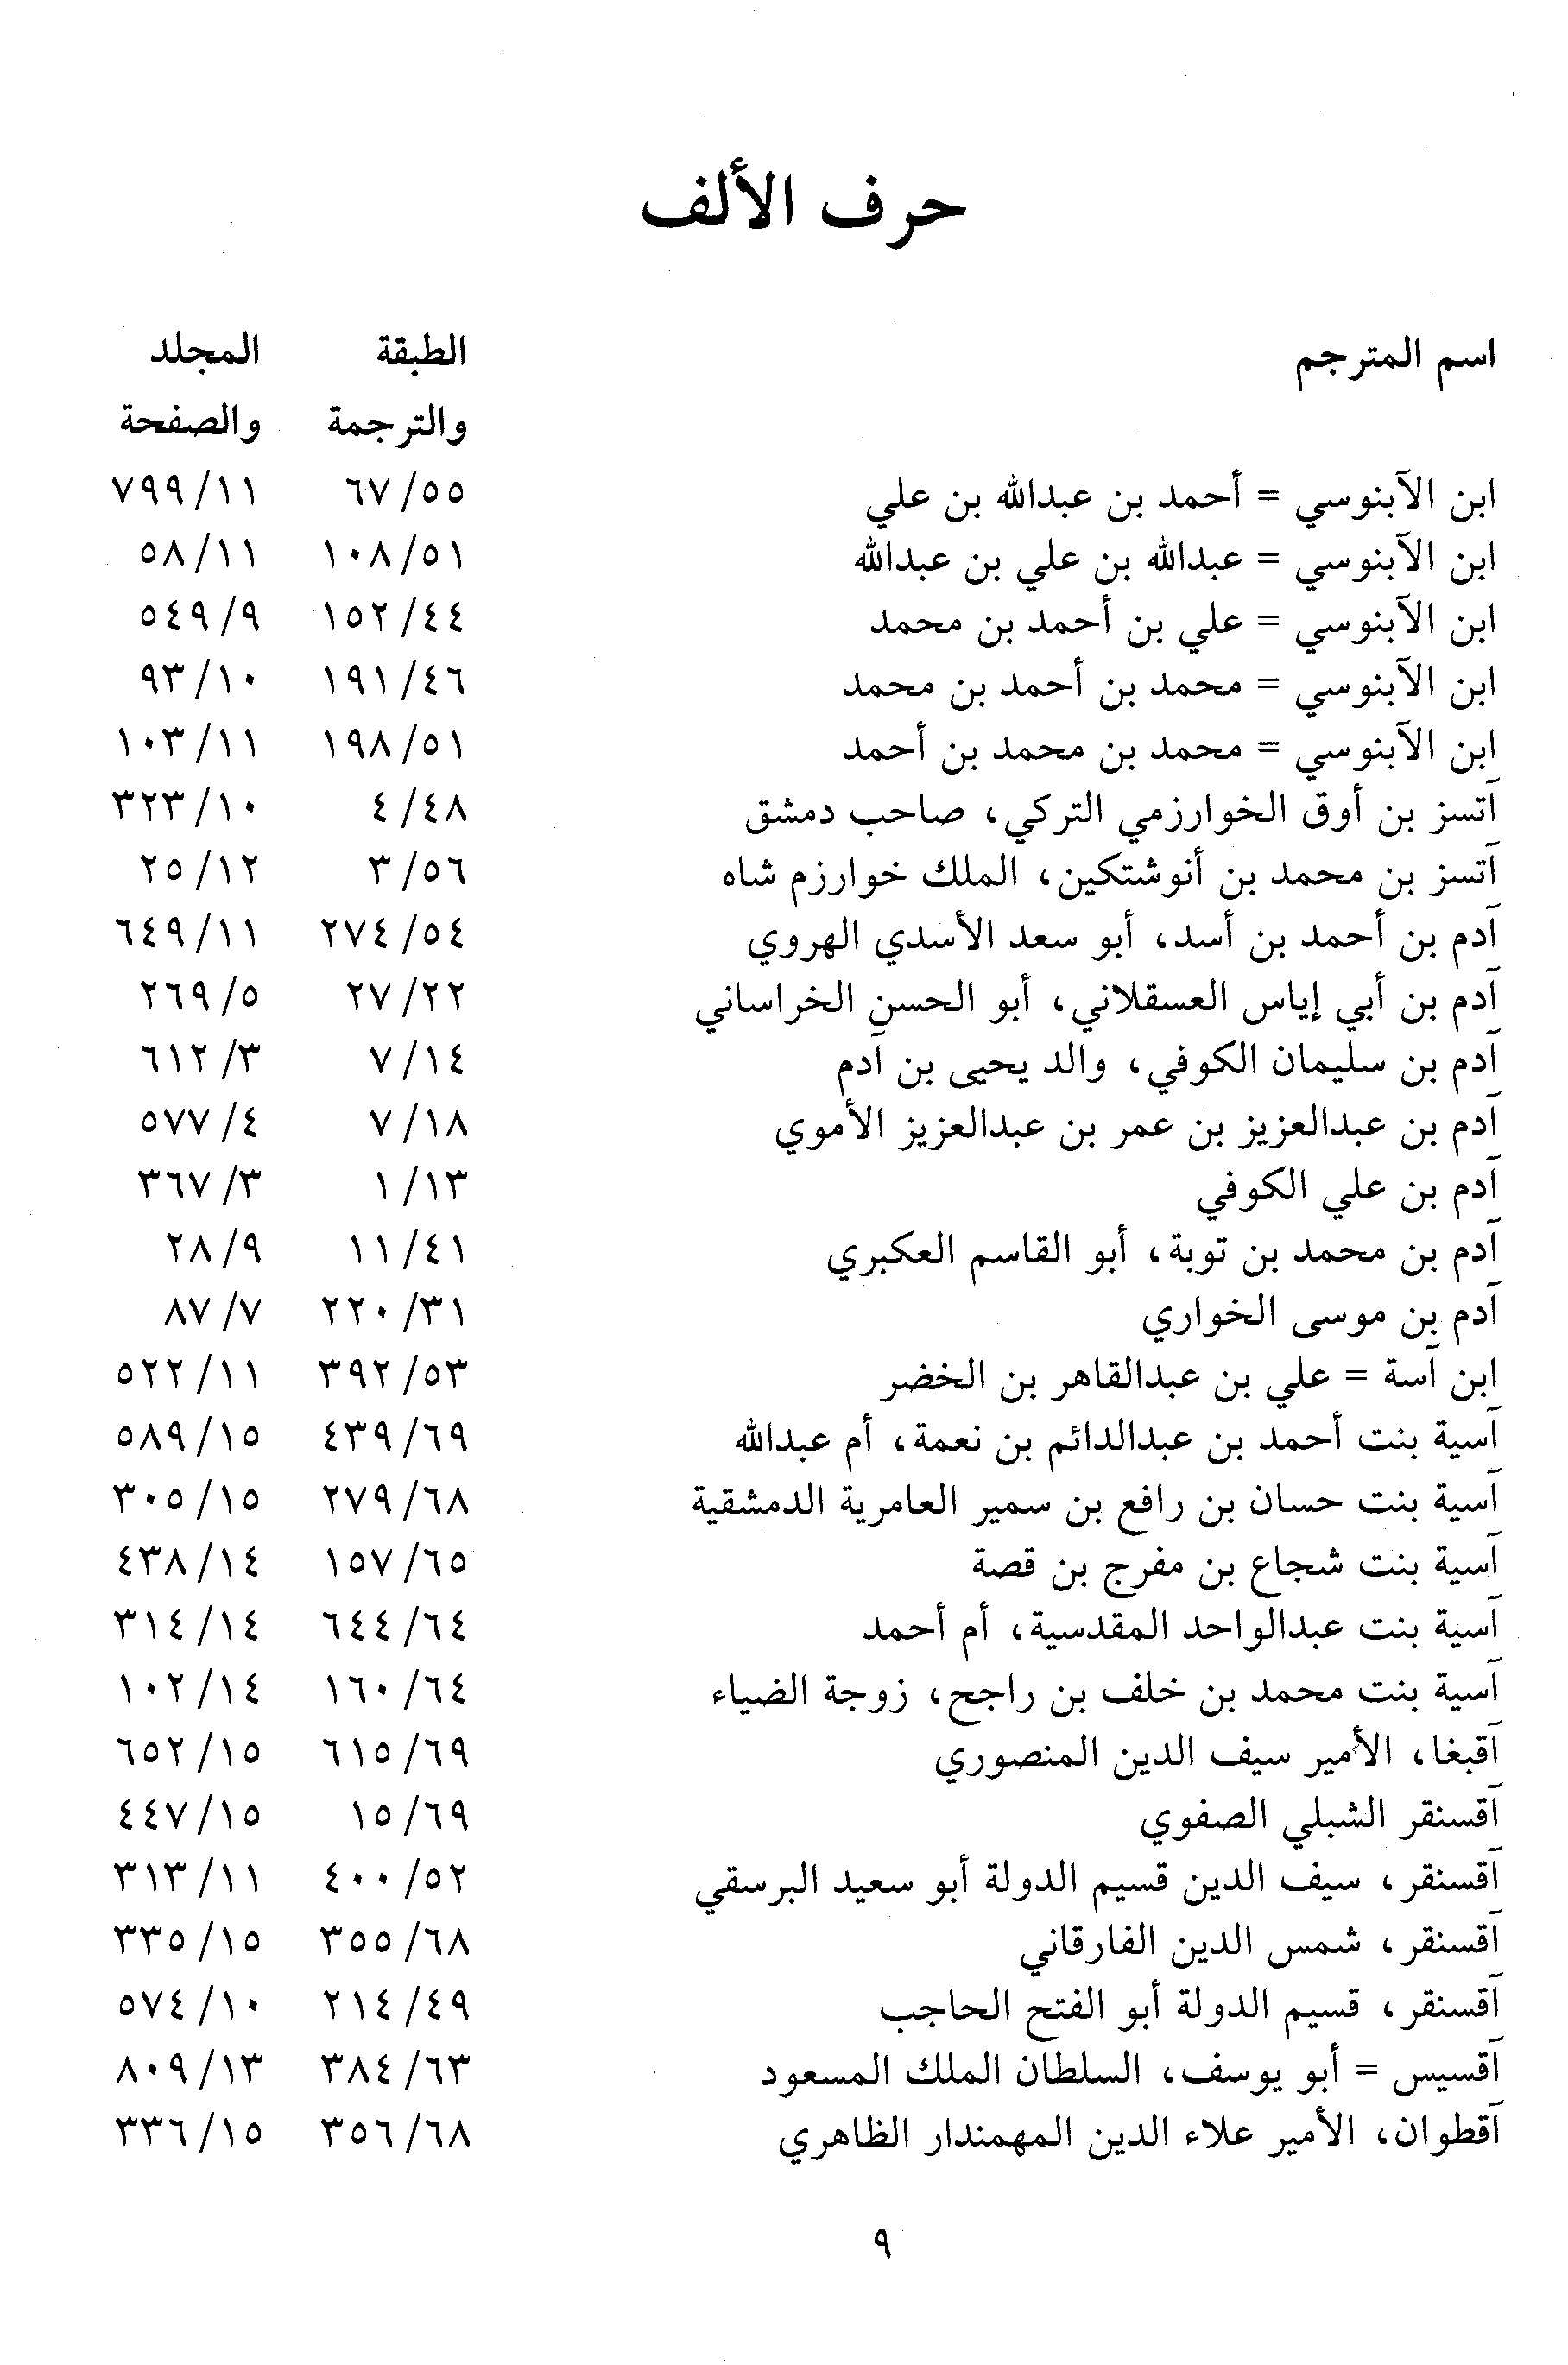 حرف الألف
اسم المترجم الطبقة المجلد
والترجمة والصفحة
ابن الآبنوسي = أحمد بن عبدالله بن علي ٥٥/ ٦٧ ١١/ ٧٩٩
ابن الآبنوسي = عبدالله بن علي بن عبدالله ٥١/ ١٠٨ ١١/ ٥٨
ابن الآبنوسي = علي بن أحمد بن محمد ٤٤/ ١٥٢ ٩/ ٥٤٩
ابن الآبنوسي = محمد بن أحمد بن محمد ٤٦/ ١٩١ ١٠/ ٩٣
ابن الآبنوسي = محمد بن محمد بن أحمد ٥١/ ١٩٨ ١١/ ١٠٣
آتسز بن أوق الخوارزمي التركي، صاحب دمشق ٤٨/ ٤ ١٠/ ٣٢٣
آتسز بن محمد بن أنوشتكين، الملك خوارزم شاه ٥٦/ ٣ ١٢/ ٢٥
آدم بن أحمد بن أسد، أبو سعد الأسدي الهروي ٥٤/ ٢٧٤ ١١/ ٦٤٩
آدم بن أبي إياس العسقلاني، أبو الحسن الخراساني ٢٢/ ٢٧ ٥/ ٢٦٩
آدم بن سليمان الكوفي، والد يحيى بن آدم ١٤/ ٧ ٣/ ٦١٢
آدم بن عبدالعزيز بن عمر بن عبدالعزيز الأموي ١٨/ ٧ ٤/ ٥٧٧
آدم بن علي الكوفي ١٣/ ١ ٣/ ٣٦٧
آدم بن محمد بن توبة، أبو القاسم العكبري ٤١/ ١١ ٩/ ٢٨
آدم بن موسى الخواري ٣١/ ٢٢٠ ٧/ ٨٧
ابن آسة = علي بن عبدالقاهر بن الخضر ٥٣/ ٣٩٢ ١١/ ٥٢٢
آسية بنت أحمد بن عبدالدائم بن نعمة، أم عبدالله ٦٩/ ٤٣٩ ١٥/ ٥٨٩
آسية بنت حسان بن رافع بن سمير العامرية الدمشقية ٦٨/ ٢٧٩ ١٥/ ٣٠٥
آسية بنت شجاع بن مفرج بن قصة ٦٥/ ١٥٧ ١٤/ ٤٣٨
آسية بنت عبدالواحد المقدسية، أم أحمد ٦٤/ ٦٤٤ ١٤/ ٣١٤
آسية بنت محمد بن خلف بن راجح، زوجة الضياء ٦٤/ ١٦٠ ١٤/ ١٠٢
آقبغا، الأمير سيف الدين المنصوري ٦٩/ ٦١٥ ١٥/ ٦٥٢
آقسنقر الشبلي الصفوي ٦٩/ ١٥ ١٥/ ٤٤٧
آقسنقر، سيف الدين قسيم الدولة أبو سعيد البرسقي ٥٢/ ٤٠٠ ١١/ ٣١٣
آقسنقر، شمس الدين الفارقاني ٦٨/ ٣٥٥ ١٥/ ٣٣٥
آقسنقر، قسيم الدولة أبو الفتح الحاجب ٤٩/ ٢١٤ ١٠/ ٥٧٤
آقسيس = أبو يوسف، السلطان الملك المسعود ٦٣/ ٣٨٤ ١٣/ ٨٠٩
آقطوان، الأمير علاء الدين المهمندار الظاهري ٦٨/ ٣٥٦ ١٥/ ٣٣٦
٩